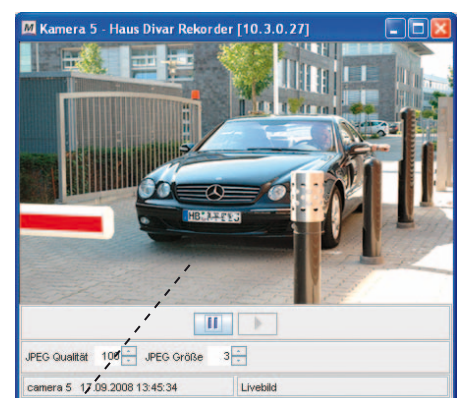 M Kamera 5 - Haus Divar Rekorder [10.3.0.27]
JPEG Qualität 100 JPEG Größe 3
camera 5 17.09.2008 13:45:34 Livebild